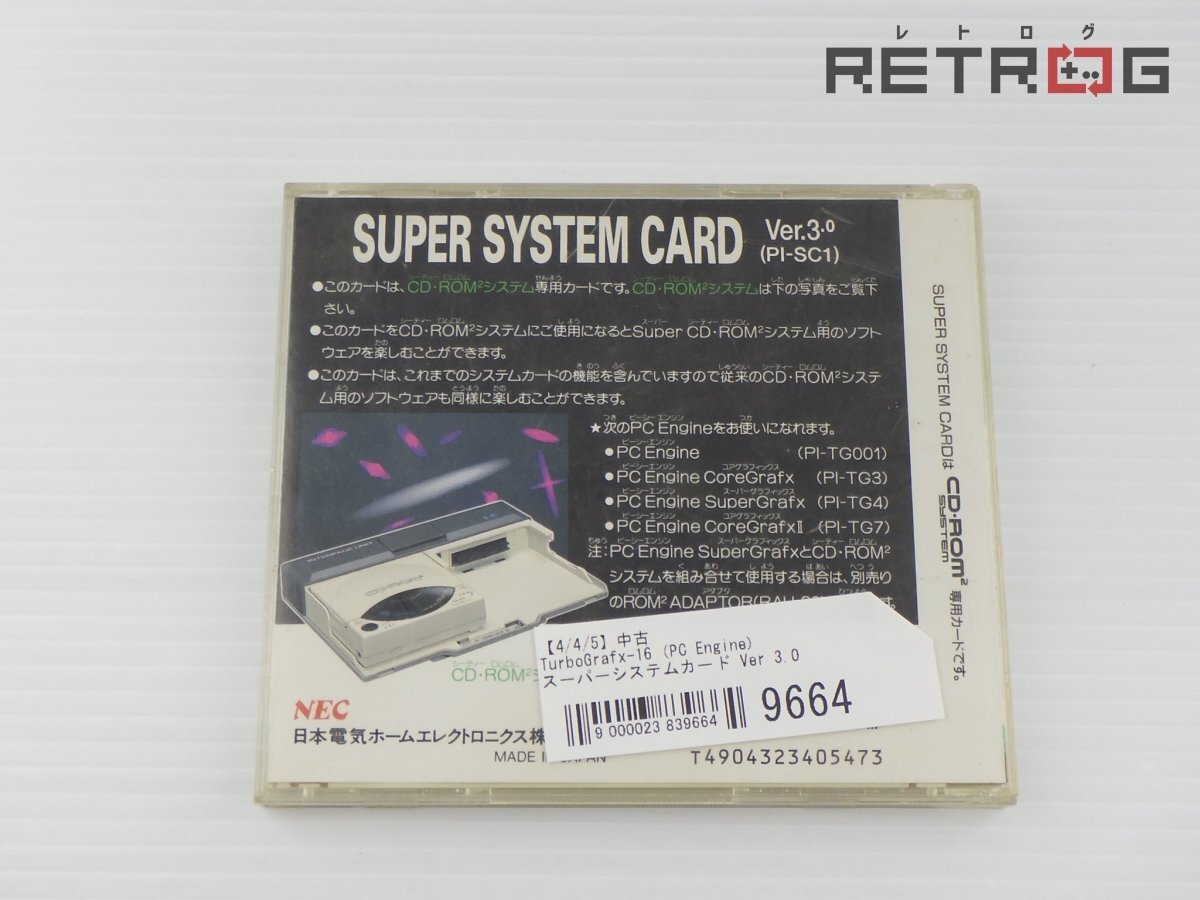 レトログ
RETROG
SUPER SYSTEM CARD Ver.3.0
(PI-SC1)
●このカードは、CD・ROM²システム専用カードです。CD・ROM²システムは下の写真をご覧下
さい。
●このカードをCD・ROM²システムにご使用になるとSuper CD・ROM²システム用のソフト
ウェアを楽しむことができます。
●このカードは、これまでのシステムカードの機能を含んでいますので従来のCD・ROM²システ
ム用のソフトウェアも同様に楽しむことができます。
★次のPC Engineをお使いになれます。
●PC Engine (PI-TG001)
●PC Engine CoreGrafx (PI-TG3)
●PC Engine SuperGrafx (PI-TG4)
●PC Engine CoreGrafxⅡ (PI-TG7)
注:PC Engine SuperGrafxとCD・ROM²
システムを組み合せて使用する場合は、別売り
のROM² ADAPTOR
INTERFACE UNIT
CD-ROM²
CD・ROM²
NEC
日本電気ホームエレクトロニクス株
MADE IN JAPAN
T4904323405473
【4/4/5】中古
TurboGrafx-16 (PC Engine)
スーパーシステムカード Ver 3.0
9 000023 839664
9664
SUPER SYSTEM CARDは CD・ROM² SYSTEM 専用カードです。